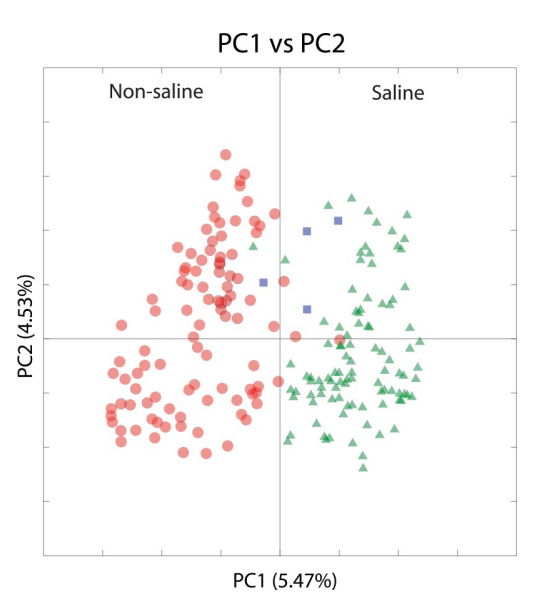 PC1 vs PC2
Non-saline
Saline
PC2 (4.53%)
PC1 (5.47%)